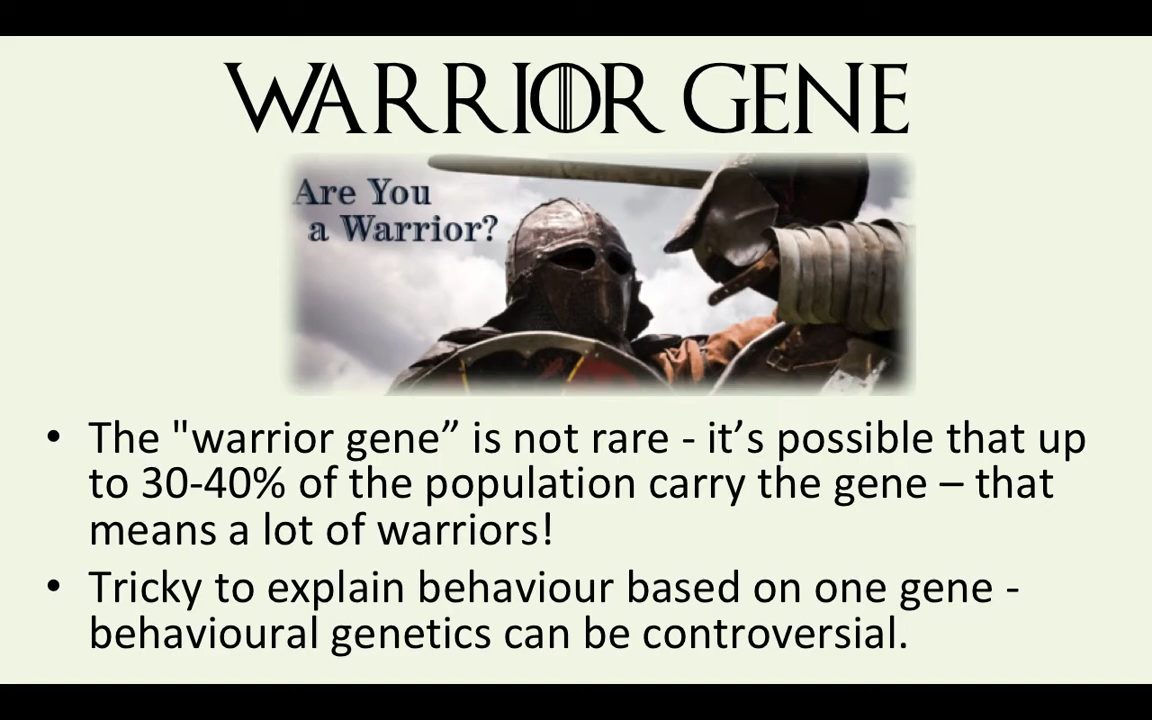 WARRIOR GENE
Are You
a Warrior?
• The "warrior gene” is not rare - it’s possible that up
to 30-40% of the population carry the gene – that
means a lot of warriors!
• Tricky to explain behaviour based on one gene -
behavioural genetics can be controversial.